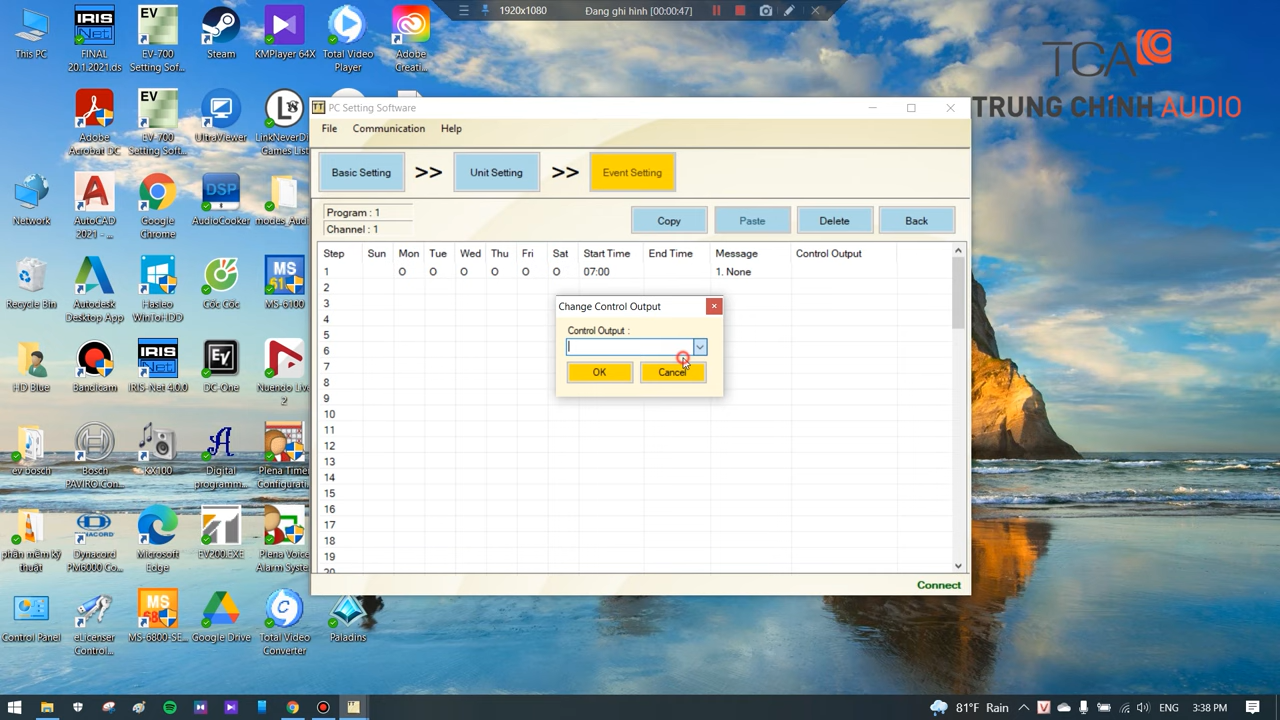 1920x1080 Đang ghi hình [00:00:47]
This PC
FINAL
20.1.2021.ds
EV-700
Setting Sof...
Steam
KMPlayer 64X
Total Video
Player
Adobe
Creati...
TCA
TRUNG CHÍNH AUDIO
Adobe
Acrobat DC
EV-700
Setting Soft...
UltraViewer
LinkNeverDi
Games List
Network
AutoCAD
2021 - ...
Google
Chrome
AudioCooker
modes_Audi
Recycle Bin
Autodesk
Desktop App
Hasleo
WinToHDD
Cốc Cốc
MS-6100
HD Blue
Bandicam
IRIS-Net 4.0.0
DC-One
Nuendo Live
2
ev bosch
Bosch
PAVIRO.Con...
KX100
Digital
programm...
Plena Timer
Configurati...
phần mềm kỹ
thuật
Dynacord
PM6000 Co...
Microsoft
Edge
EV200.EXE
Plena Voice
Alarm Syste
Control Panel
eLicenser
Control...
MS-6800-SE...
Google Drive
Total Video
Converter
Paladins
PC Setting Software
File Communication Help
Basic Setting >> Unit Setting >> Event Setting
Program : 1
Channel : 1
Copy Paste Delete Back
Step Sun Mon Tue Wed Thu Fri Sat Start Time End Time Message Control Output
1 O O O O O O 07:00 1. None
2
3
4
5
6
7
8
9
10
11
12
13
14
15
16
17
18
19
20
Change Control Output
Control Output :
OK Cancel
Connect
81°F Rain ENG 3:38 PM